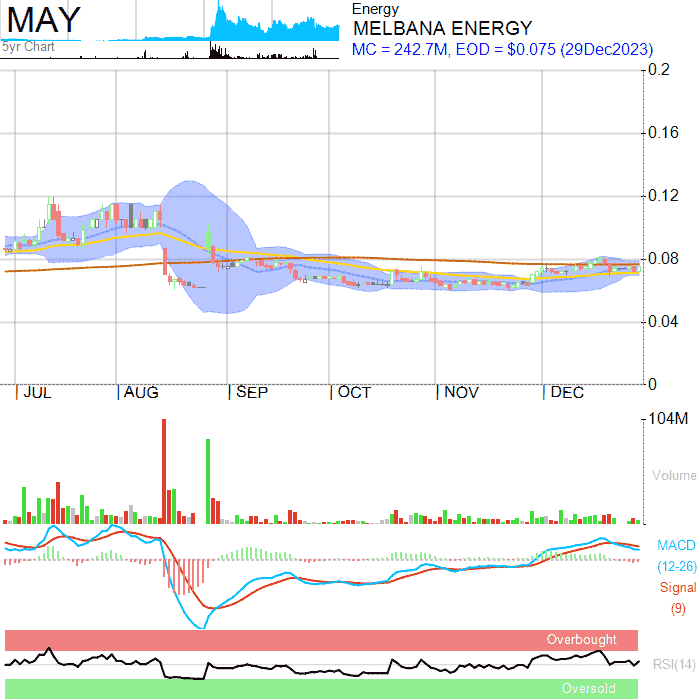 MAY
5yr Chart
Energy
MELBANA ENERGY
MC = 242.7M, EOD = $0.075 (29Dec2023)
0.2
0.16
0.12
0.08
0.04
0
JUL AUG SEP OCT NOV DEC
104M
Volume
MACD
(12-26)
Signal
(9)
Overbought
RSI(14)
Oversold